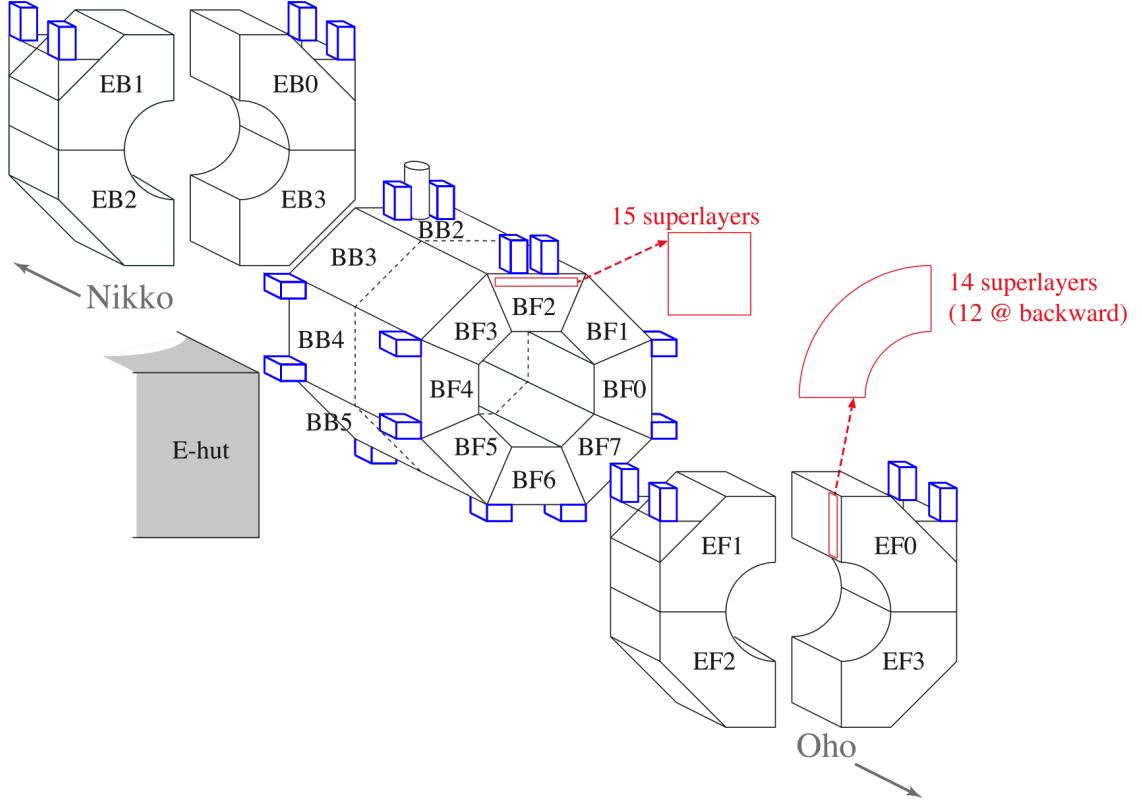 EB1
EB0
EB2
EB3
Nikko
BB2
BB3
15 superlayers
BF2
BF3
BF1
14 superlayers
(12 @ backward)
BB4
BF4
BF0
BB5
BF5
BF7
E-hut
BF6
EF1
EF0
EF2
EF3
Oho